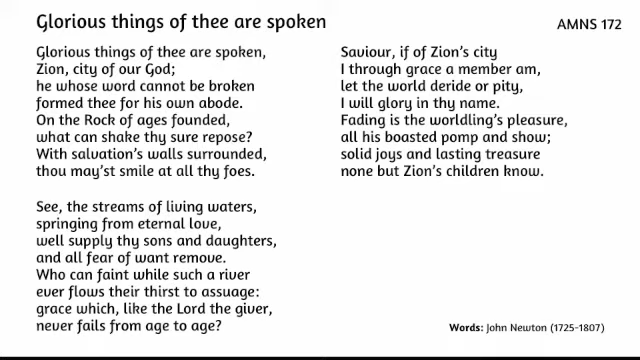 Glorious things of thee are spoken
AMNS 172
Glorious things of thee are spoken,
Zion, city of our God;
he whose word cannot be broken
formed thee for his own abode.
On the Rock of ages founded,
what can shake thy sure repose?
With salvation's walls surrounded,
thou may'st smile at all thy foes.
See, the streams of living waters,
springing from eternal love,
well supply thy sons and daughters,
and all fear of want remove.
Who can faint while such a river
ever flows their thirst to assuage:
grace which, like the Lord the giver,
never fails from age to age?
Saviour, if of Zion's city
I through grace a member am,
let the world deride or pity,
I will glory in thy name.
Fading is the worldling's pleasure,
all his boasted pomp and show;
solid joys and lasting treasure
none but Zion's children know.
Words: John Newton (1725-1807)